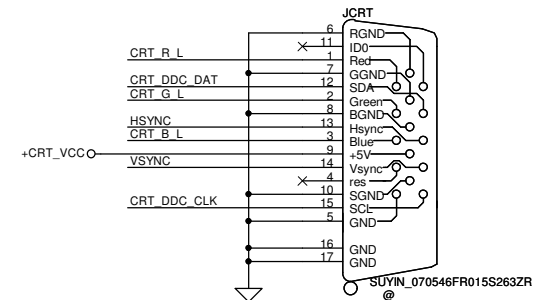 JCRT
6 RGND
11 ID0
CRT_R_L 1 Red
7 GGND
CRT_DDC_DAT 12 SDA
CRT_G_L 2 Green
8 BGND
HSYNC 13 Hsync
CRT_B_L 3 Blue
+CRT_VCC 9 +5V
VSYNC 14 Vsync
4 res
10 SGND
CRT_DDC_CLK 15 SCL
5 GND
16 GND
17 GND
SUYIN_070546FR015S263ZR
@